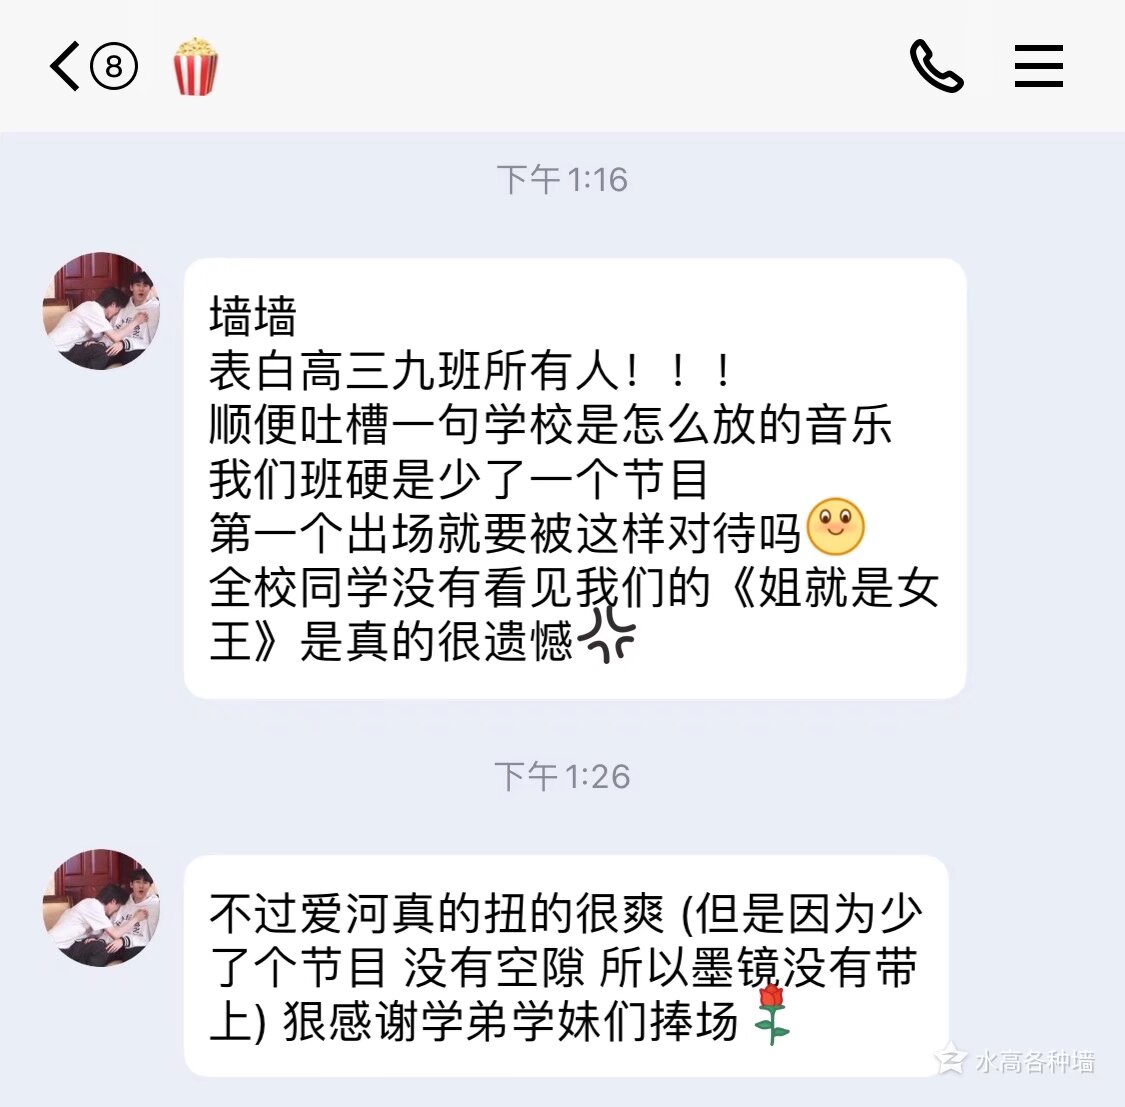 8
下午1:16
墙墙
表白高三九班所有人！！！
顺便吐槽一句学校是怎么放的音乐
我们班硬是少了一个节目
第一个出场就要被这样对待吗
全校同学没有看见我们的《姐就是女
王》是真的很遗憾
下午1:26
不过爱河真的扭的很爽 (但是因为少
了个节目 没有空隙 所以墨镜没有带
上) 狠感谢学弟学妹们捧场
水高各种墙